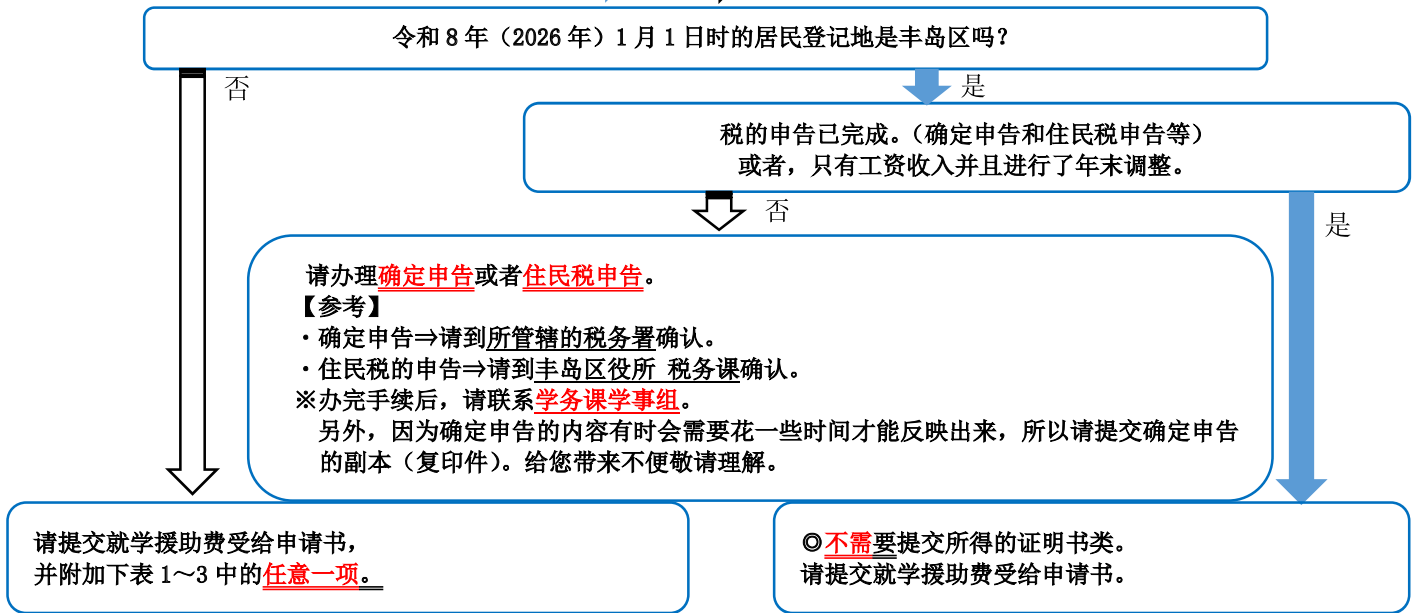 令和8年（2026年）1月1日时的居民登记地是丰岛区吗？
否
是
税的申告已完成。（确定申告和住民税申告等）
或者，只有工资收入并且进行了年末调整。
否
是
请办理确定申告或者住民税申告。
【参考】
・确定申告⇒请到所管辖的税务署确认。
・住民税的申告⇒请到丰岛区役所 税务课确认。
※办完手续后，请联系学务课学事组。
另外，因为确定申告的内容有时会需要花一些时间才能反映出来，所以请提交确定申告
的副本（复印件）。给您带来不便敬请理解。
请提交就学援助费受给申请书，
并附加下表1～3中的任意一项。
◎不需要提交所得的证明书类。
请提交就学援助费受给申请书。